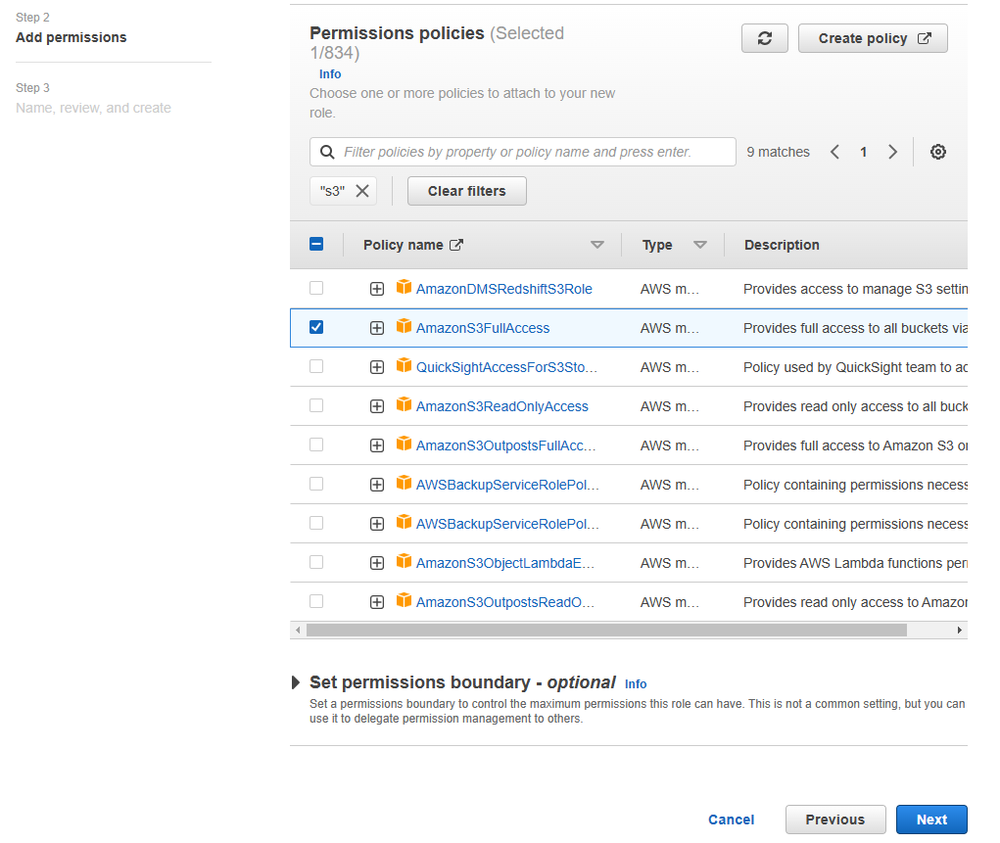 Step 2
Add permissions
Step 3
Name, review, and create
Permissions policies (Selected
1/834)
Info
Choose one or more policies to attach to your new
role.
Create policy
Filter policies by property or policy name and press enter.
9 matches
1
"s3"
Clear filters
Policy name Type Description
AmazonDMSRedshiftS3Role AWS m... Provides access to manage S3 settin
AmazonS3FullAccess AWS m... Provides full access to all buckets via
QuickSightAccessForS3Sto... AWS m... Policy used by QuickSight team to ac
AmazonS3ReadOnlyAccess AWS m... Provides read only access to all buck
AmazonS3OutpostsFullAcc... AWS m... Provides full access to Amazon S3 on
AWSBackupServiceRolePol... AWS m... Policy containing permissions necess
AWSBackupServiceRolePol... AWS m... Policy containing permissions necess
AmazonS3ObjectLambdaE... AWS m... Provides AWS Lambda functions peri
AmazonS3OutpostsReadO... AWS m... Provides read only access to Amazon
Set permissions boundary - optional Info
Set a permissions boundary to control the maximum permissions this role can have. This is not a common setting, but you can
use it to delegate permission management to others.
Cancel
Previous
Next